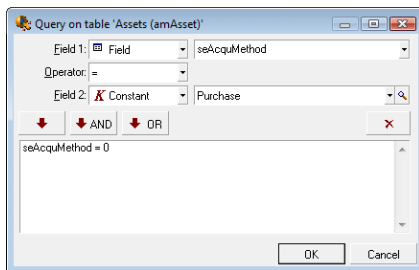 Query on table 'Assets (amAsset)'
Field 1: Field seAcquMethod
Operator: =
Field 2: K Constant Purchase
AND OR
seAcquMethod = 0
OK Cancel